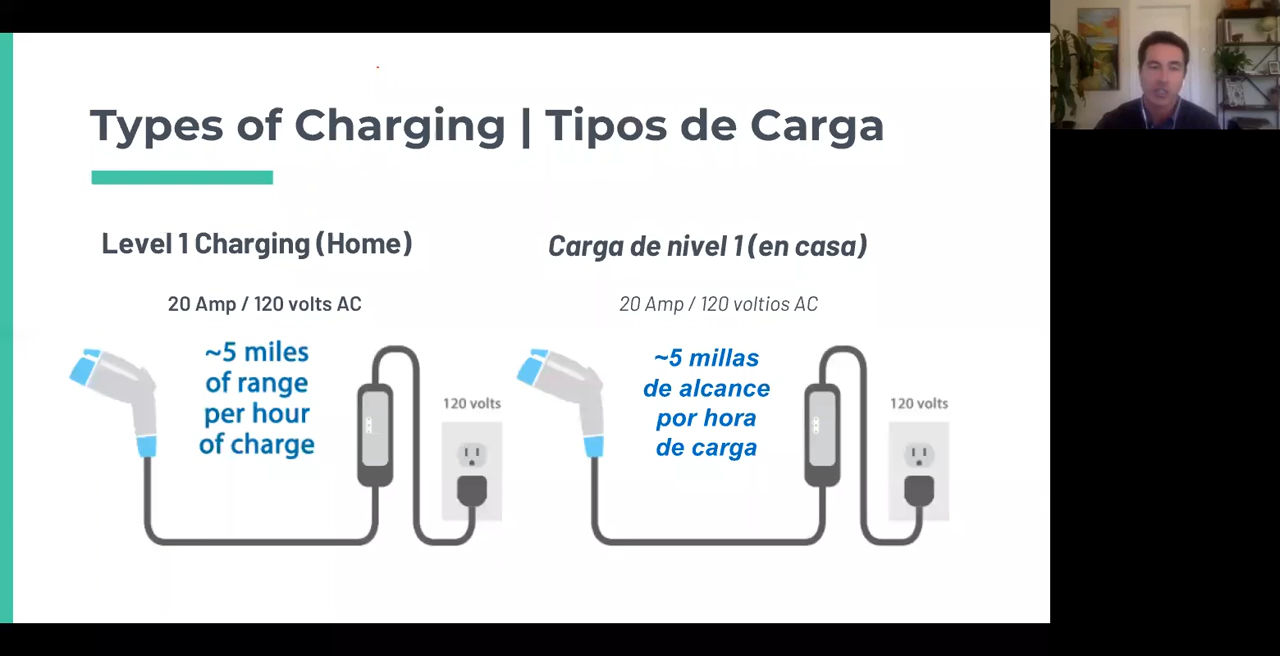 Types of Charging | Tipos de Carga
Level 1 Charging (Home)
20 Amp / 120 volts AC
~5 miles
of range
per hour
of charge
120 volts
Carga de nivel 1 (en casa)
20 Amp / 120 voltios AC
~5 millas
de alcance
por hora
de carga
120 volts